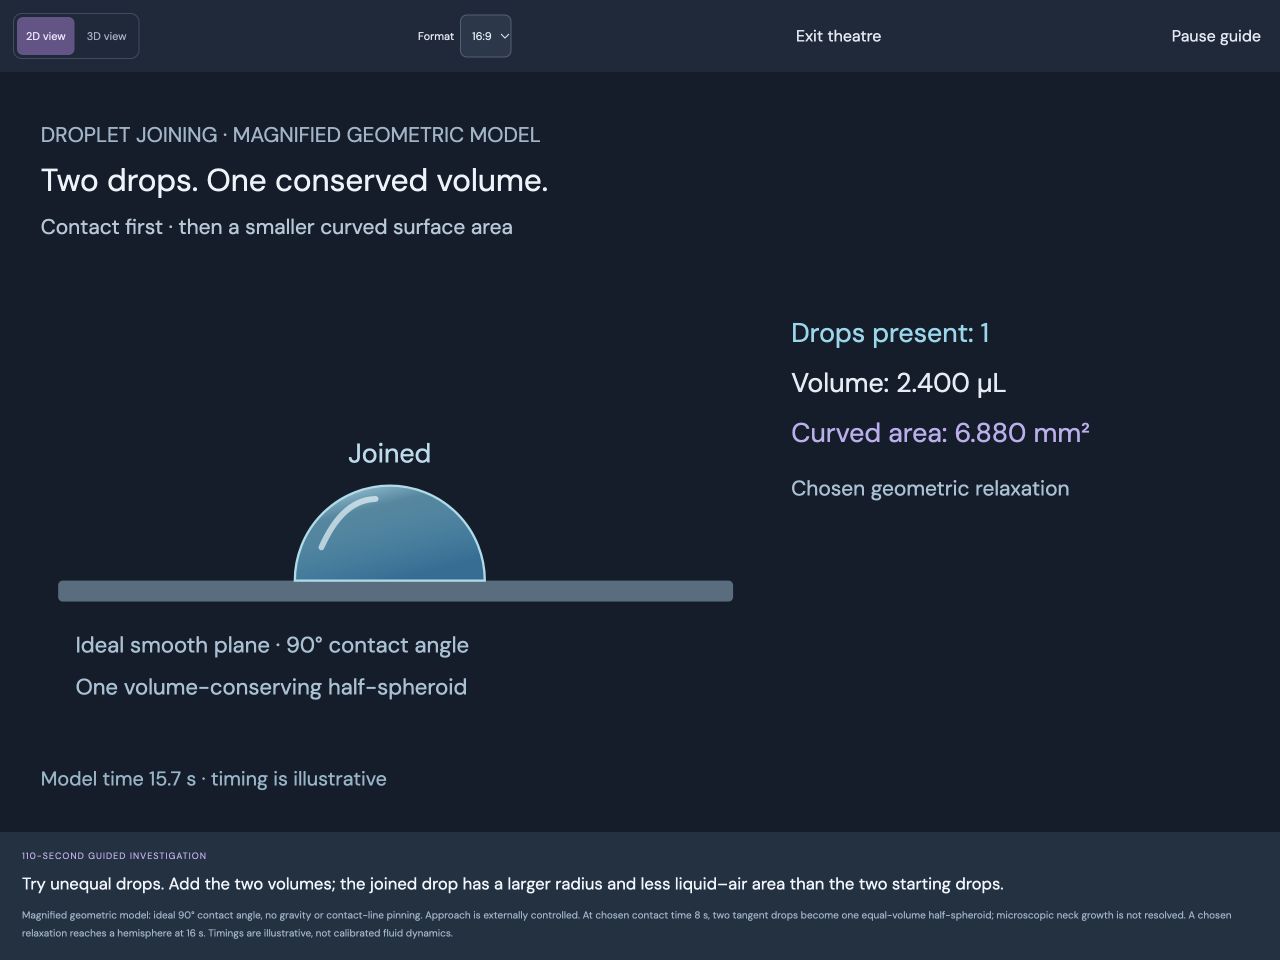 2D view
3D view
Format
16:9
Exit theatre
Pause guide
DROPLET JOINING · MAGNIFIED GEOMETRIC MODEL
Two drops. One conserved volume.
Contact first · then a smaller curved surface area
Drops present: 1
Volume: 2.400 µL
Curved area: 6.880 mm²
Chosen geometric relaxation
Joined
Ideal smooth plane · 90° contact angle
One volume-conserving half-spheroid
Model time 15.7 s · timing is illustrative
110-SECOND GUIDED INVESTIGATION
Try unequal drops. Add the two volumes; the joined drop has a larger radius and less liquid–air area than the two starting drops.
Magnified geometric model: ideal 90° contact angle, no gravity or contact-line pinning. Approach is externally controlled. At chosen contact time 8 s, two tangent drops become one equal-volume half-spheroid; microscopic neck growth is not resolved. A chosen
relaxation reaches a hemisphere at 16 s. Timings are illustrative, not calibrated fluid dynamics.